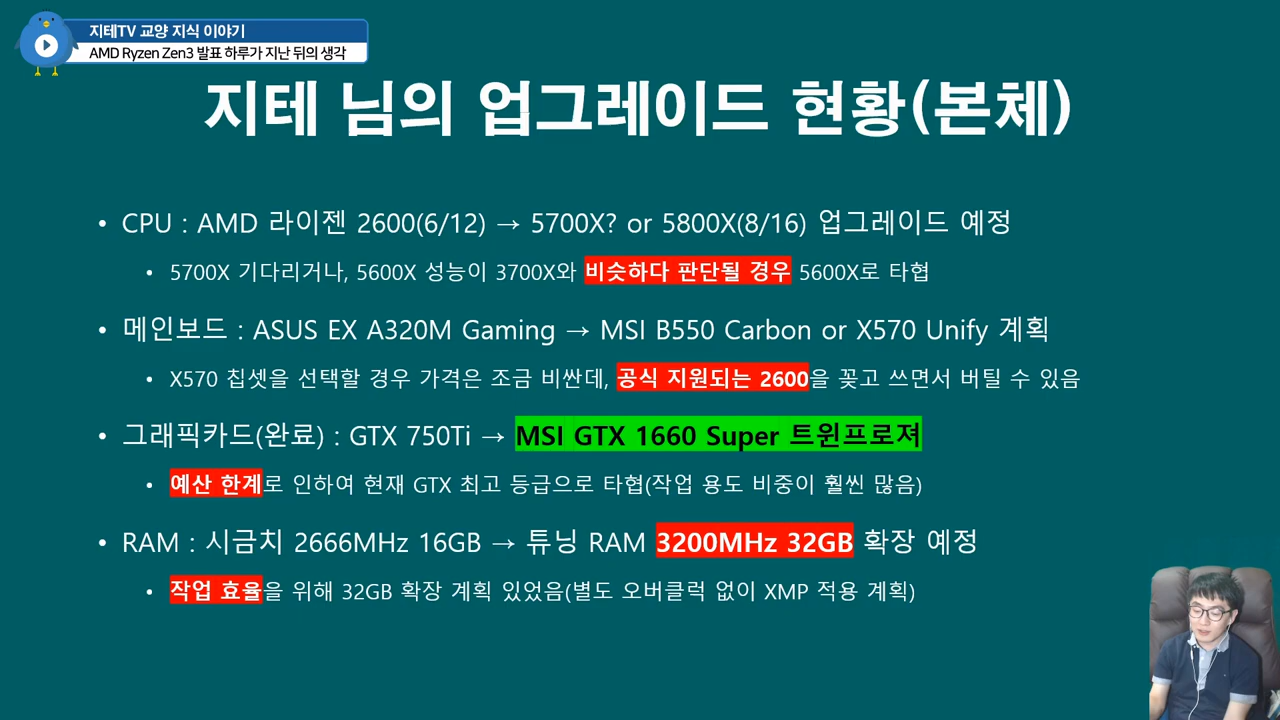 지테TV 교양 지식 이야기
AMD Ryzen Zen3 발표 하루가 지난 뒤의 생각
지테 님의 업그레이드 현황(본체)
• CPU : AMD 라이젠 2600(6/12) → 5700X? or 5800X(8/16) 업그레이드 예정
• 5700X 기다리거나, 5600X 성능이 3700X와 비슷하다 판단될 경우 5600X로 타협
• 메인보드 : ASUS EX A320M Gaming → MSI B550 Carbon or X570 Unify 계획
• X570 칩셋을 선택할 경우 가격은 조금 비싼데, 공식 지원되는 2600을 꽂고 쓰면서 버틸 수 있음
• 그래픽카드(완료) : GTX 750Ti → MSI GTX 1660 Super 트윈프로져
• 예산 한계로 인하여 현재 GTX 최고 등급으로 타협(작업 용도 비중이 훨씬 많음)
• RAM : 시금치 2666MHz 16GB → 튜닝 RAM 3200MHz 32GB 확장 예정
• 작업 효율을 위해 32GB 확장 계획 있었음(별도 오버클럭 없이 XMP 적용 계획)